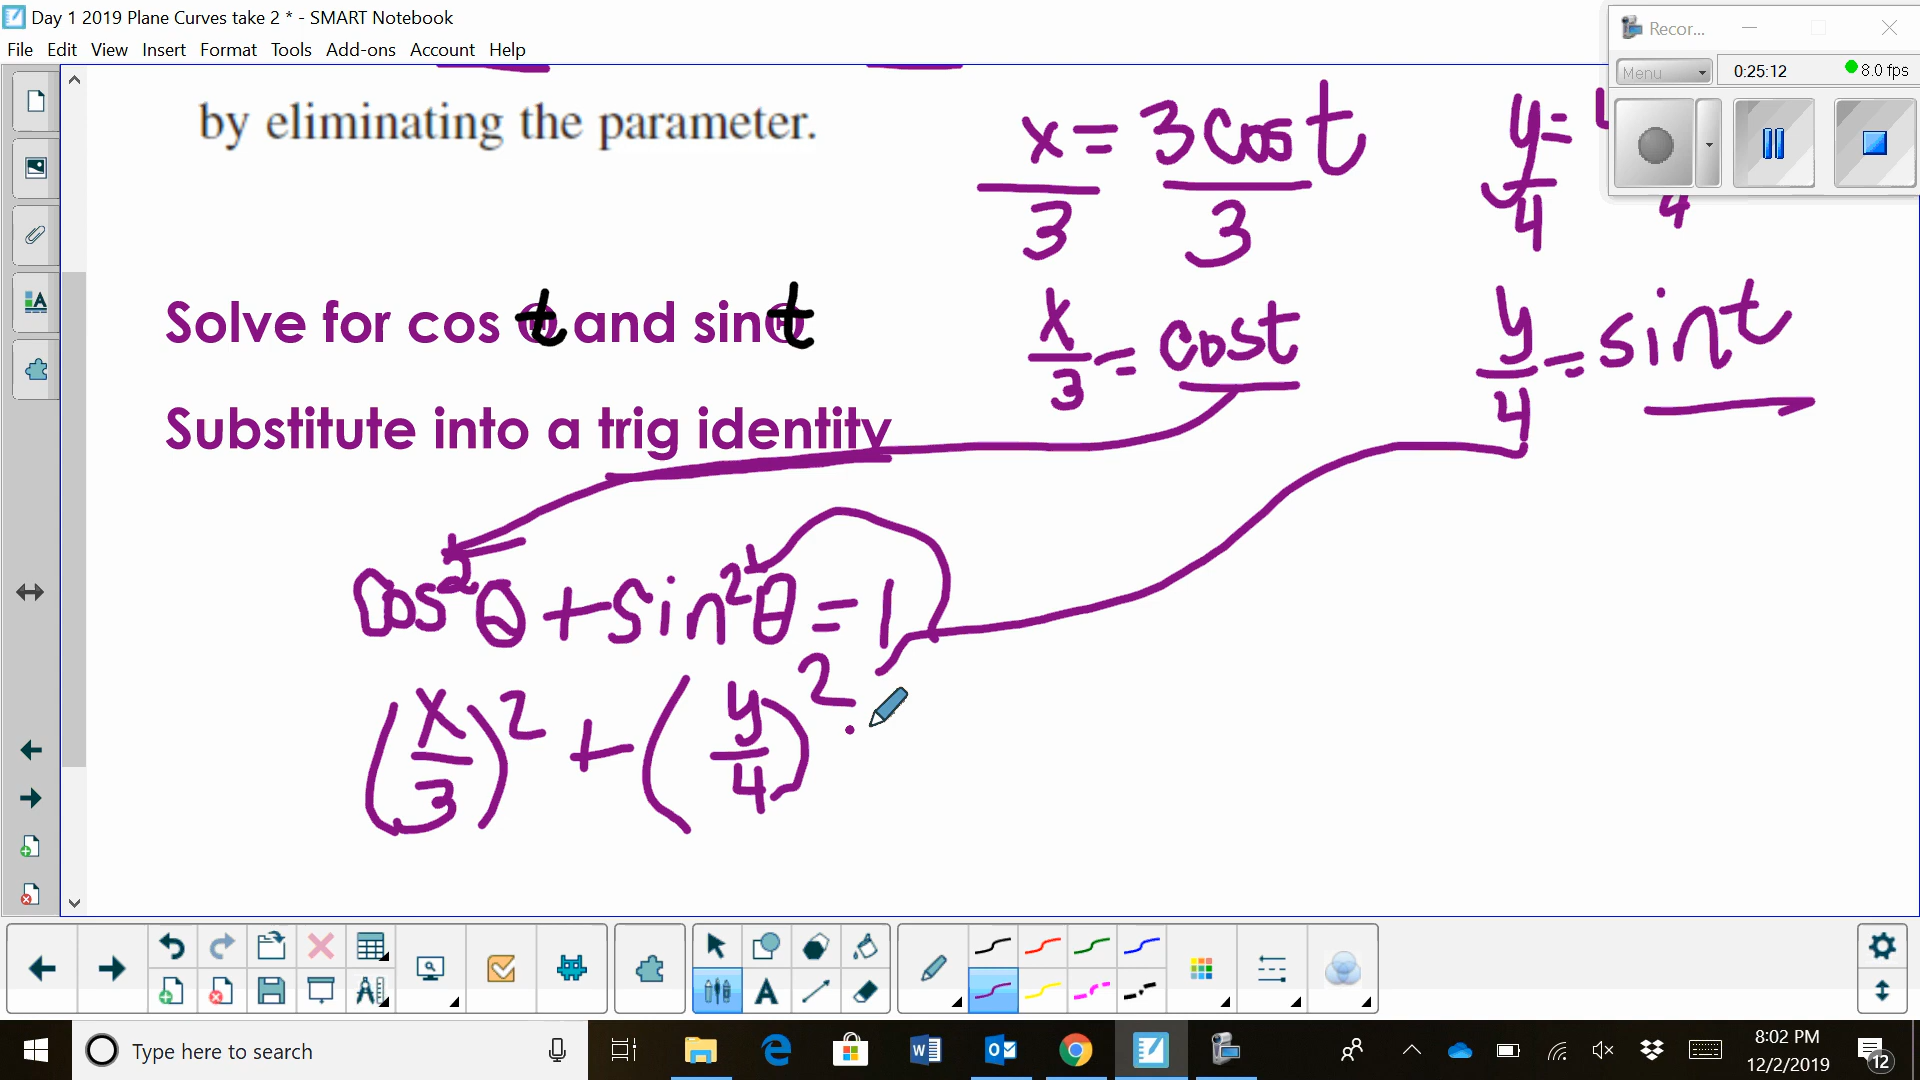 Day 1 2019 Plane Curves take 2 * - SMART Notebook
File Edit View Insert Format Tools Add-ons Account Help
Recor...
Menu
0:25:12
8.0 fps
by eliminating the parameter.
x = 3 cos t
3 3
y =
4 4
Solve for cos t and sin t
x/3 = cos t
y/4 = sin t
Substitute into a trig identity
cos²θ + sin²θ = 1
(x/3)² + (y/4)²
Type here to search
8:02 PM
12/2/2019
12